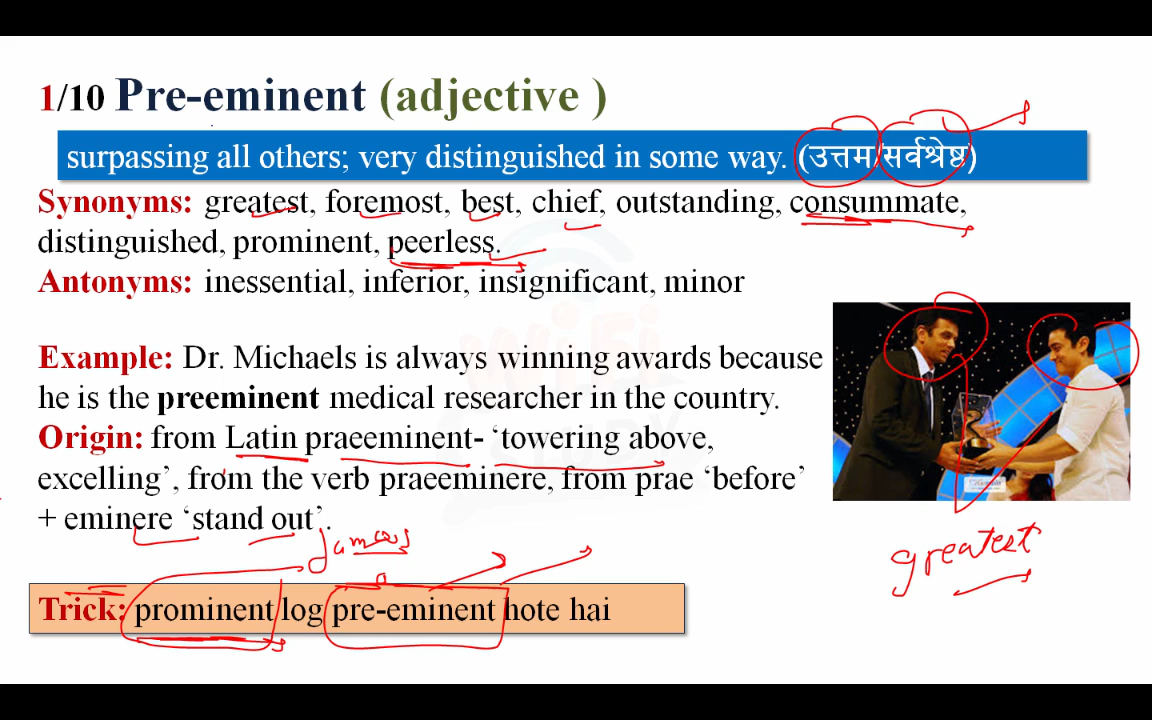 1/10 Pre-eminent (adjective )
surpassing all others; very distinguished in some way. (उत्तम/सर्वश्रेष्ठ)
Synonyms: greatest, foremost, best, chief, outstanding, consummate,
distinguished, prominent, peerless.
Antonyms: inessential, inferior, insignificant, minor
Example: Dr. Michaels is always winning awards because
he is the preeminent medical researcher in the country.
Origin: from Latin praeeminent- ‘towering above,
excelling’, from the verb praeeminere, from prae ‘before’
+ eminere ‘stand out’.
famous
greatest
Trick: prominent log pre-eminent hote hai
WiFi
STUDY